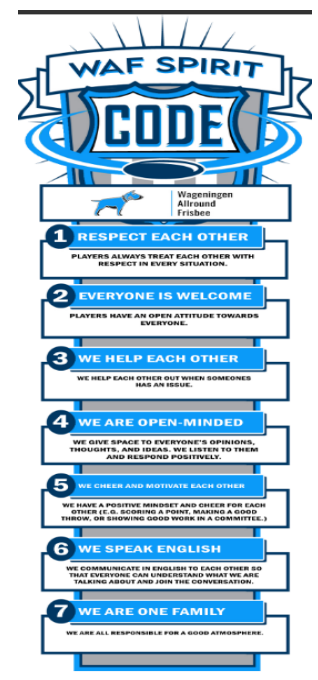 WAF SPIRIT
CODE
Wageningen
Allround
Frisbee
1 RESPECT EACH OTHER
PLAYERS ALWAYS TREAT EACH OTHER WITH
RESPECT IN EVERY SITUATION.
2 EVERYONE IS WELCOME
PLAYERS HAVE AN OPEN ATTITUDE TOWARDS
EVERYONE.
3 WE HELP EACH OTHER
WE HELP EACH OTHER OUT WHEN SOMEONES
HAS AN ISSUE.
4 WE ARE OPEN-MINDED
WE GIVE SPACE TO EVERYONE'S OPINIONS,
THOUGHTS, AND IDEAS. WE LISTEN TO THEM
AND RESPOND POSITIVELY.
5 WE CHEER AND MOTIVATE EACH OTHER
WE HAVE A POSITIVE MINDSET AND CHEER FOR EACH
OTHER (E.G. SCORING A POINT, MAKING A GOOD
THROW, OR SHOWING GOOD WORK IN A COMMITTEE.)
6 WE SPEAK ENGLISH
WE COMMUNICATE IN ENGLISH TO EACH OTHER SO
THAT EVERYONE CAN UNDERSTAND WHAT WE ARE
TALKING ABOUT AND JOIN THE CONVERSATION.
7 WE ARE ONE FAMILY
WE ARE ALL RESPONSIBLE FOR A GOOD ATMOSPHERE.